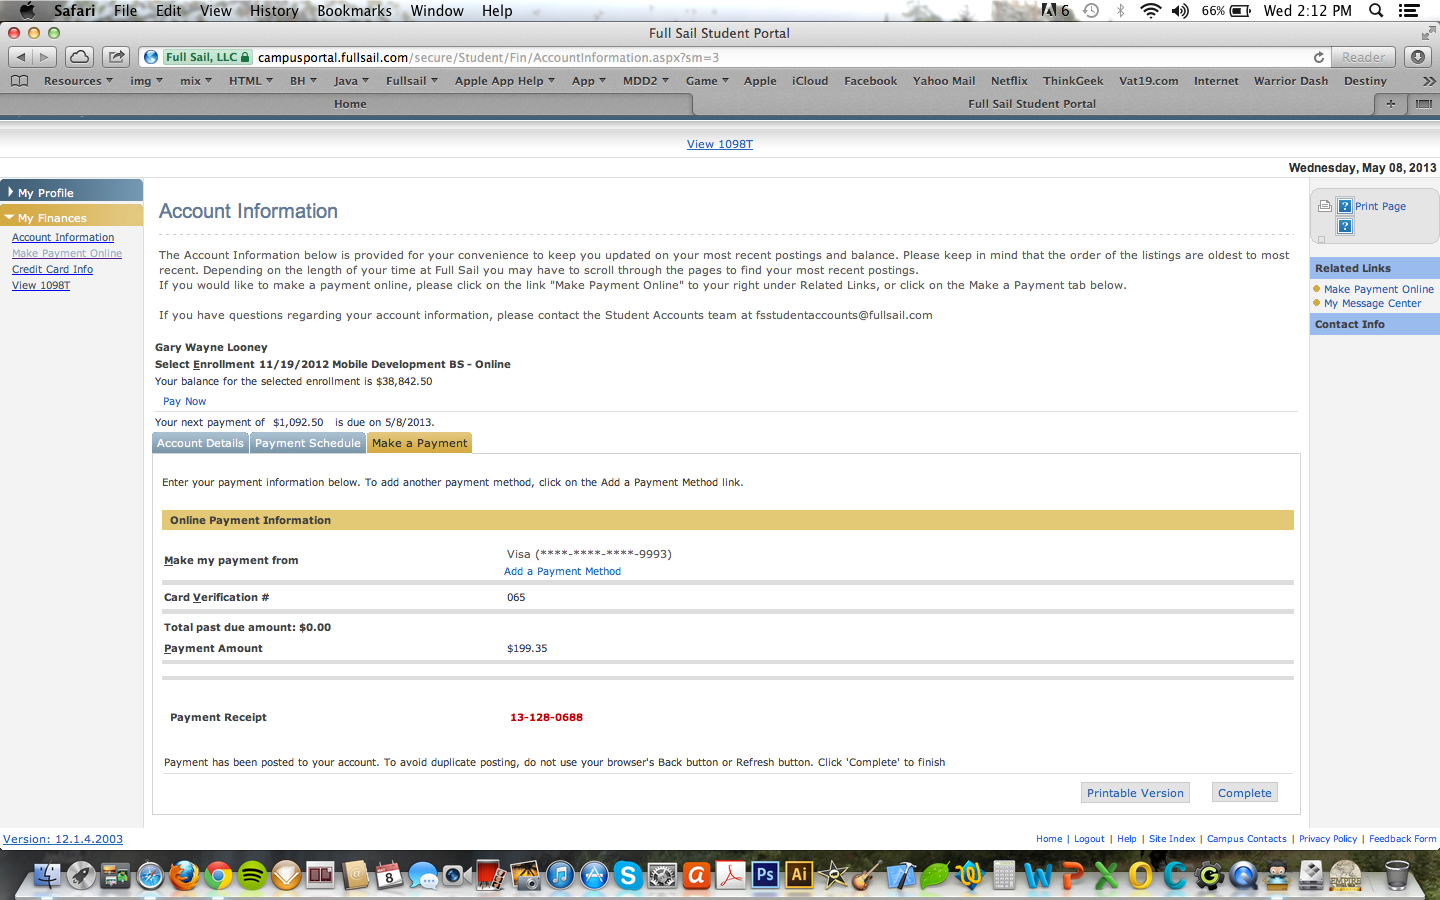 Safari File Edit View History Bookmarks Window Help 6 66% Wed 2:12 PM
Full Sail Student Portal
Full Sail, LLC campusportal.fullsail.com/secure/Student/Fin/AccountInformation.aspx?sm=3 Reader
Resources img mix HTML BH Java Fullsail Apple App Help App MDD2 Game Apple iCloud Facebook Yahoo Mail Netflix ThinkGeek Vat19.com Internet Warrior Dash Destiny
Home Full Sail Student Portal
View 1098T
Wednesday, May 08, 2013
My Profile
My Finances
Account Information
Make Payment Online
Credit Card Info
View 1098T
Account Information
The Account Information below is provided for your convenience to keep you updated on your most recent postings and balance. Please keep in mind that the order of the listings are oldest to most
recent. Depending on the length of your time at Full Sail you may have to scroll through the pages to find your most recent postings.
If you would like to make a payment online, please click on the link "Make Payment Online" to your right under Related Links, or click on the Make a Payment tab below.
If you have questions regarding your account information, please contact the Student Accounts team at fsstudentaccounts@fullsail.com
Gary Wayne Looney
Select Enrollment 11/19/2012 Mobile Development BS - Online
Your balance for the selected enrollment is $38,842.50
Pay Now
Your next payment of $1,092.50 is due on 5/8/2013.
Account Details Payment Schedule Make a Payment
Enter your payment information below. To add another payment method, click on the Add a Payment Method link.
Online Payment Information
Make my payment from Visa (****-****-****-9993)
Add a Payment Method
Card Verification # 065
Total past due amount: $0.00
Payment Amount $199.35
Payment Receipt 13-128-0688
Payment has been posted to your account. To avoid duplicate posting, do not use your browser's Back button or Refresh button. Click 'Complete' to finish
Printable Version Complete
? Print Page
?
Related Links
Make Payment Online
My Message Center
Contact Info
Version: 12.1.4.2003
Home | Logout | Help | Site Index | Campus Contacts | Privacy Policy | Feedback Form
8 Ps Ai
EMPIRE